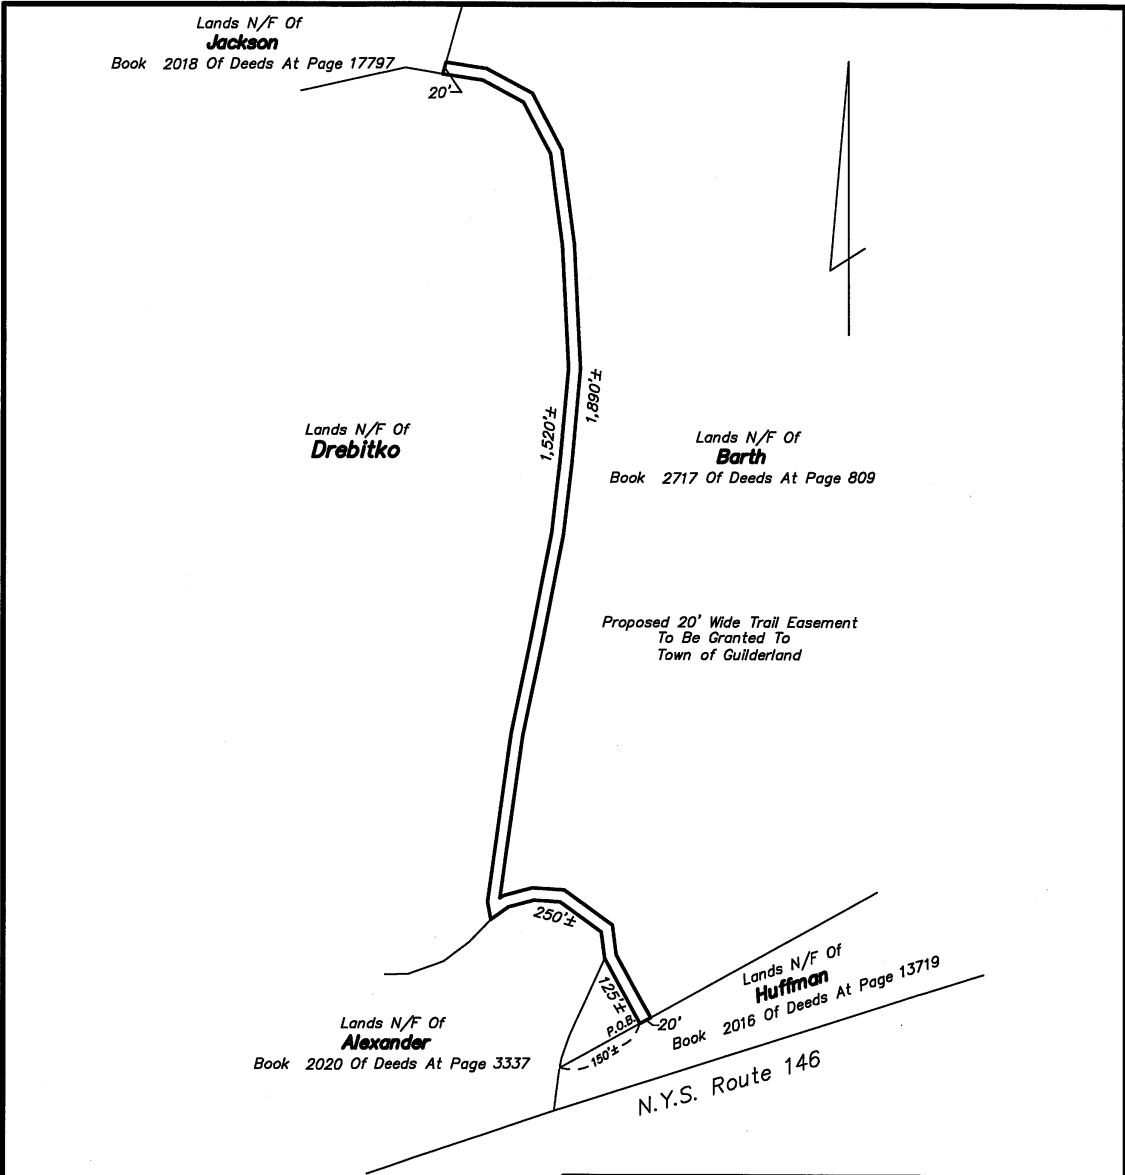 Lands N/F Of
Jackson
Book 2018 Of Deeds At Page 17797
20'
1,890'±
1,520'±
Lands N/F Of
Drebitko
Lands N/F Of
Barth
Book 2717 Of Deeds At Page 809
Proposed 20' Wide Trail Easement
To Be Granted To
Town of Guilderland
250'±
125'±
P.O.B.
20'
150'±
Lands N/F Of
Huffman
Book 2016 Of Deeds At Page 13719
Lands N/F Of
Alexander
Book 2020 Of Deeds At Page 3337
N.Y.S. Route 146